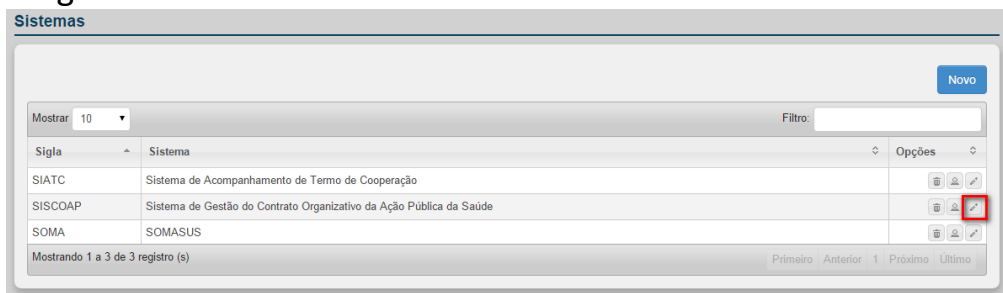 Sistemas
Novo
Mostrar 10 Filtro:
Sigla Sistema Opções
SIATC Sistema de Acompanhamento de Termo de Cooperação
SISCOAP Sistema de Gestão do Contrato Organizativo da Ação Pública da Saúde
SOMA SOMASUS
Mostrando 1 a 3 de 3 registro (s) Primeiro Anterior 1 Próximo Último